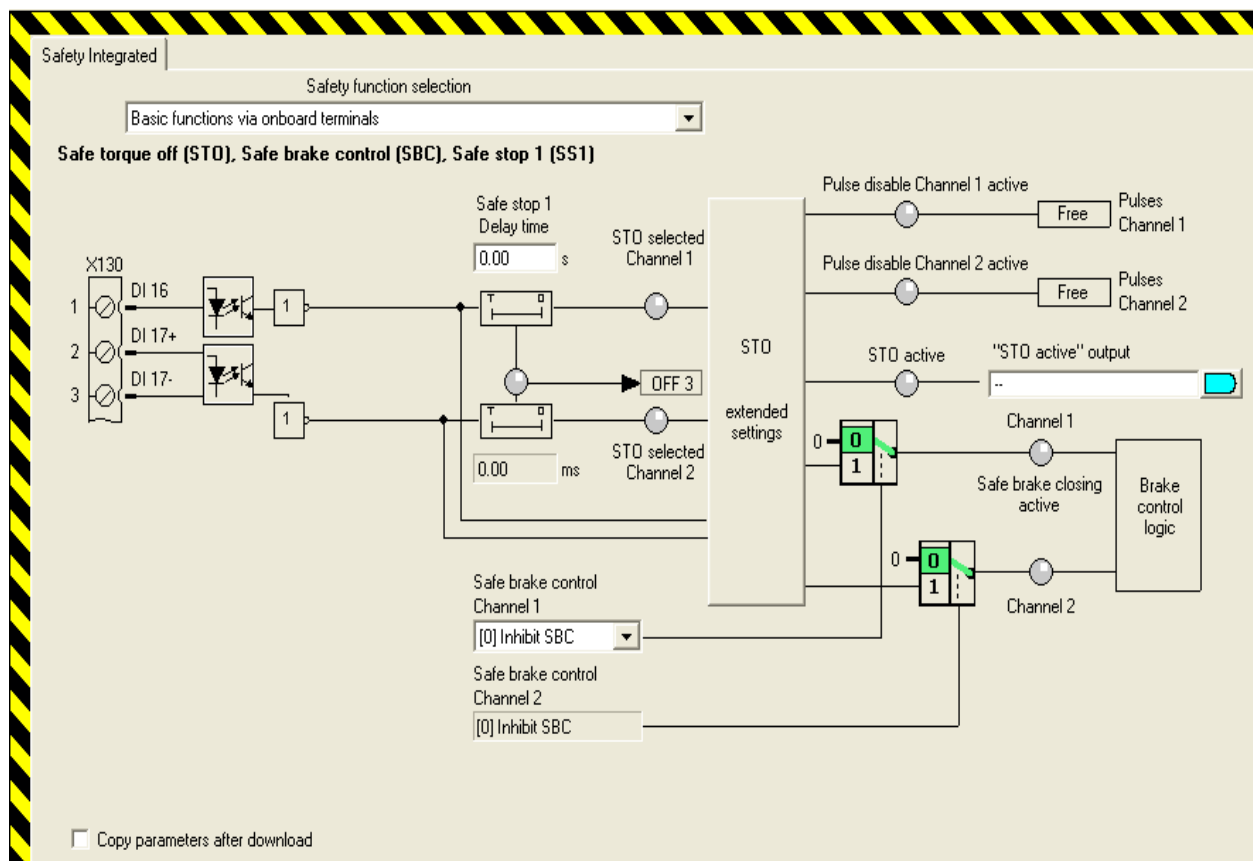 Safety Integrated
Safety function selection
Basic functions via onboard terminals
Safe torque off (STO), Safe brake control (SBC), Safe stop 1 (SS1)
Safe stop 1
Delay time
0.00 s
STO selected
Channel 1
Pulse disable Channel 1 active
Free
Pulses
Channel 1
Pulse disable Channel 2 active
Free
Pulses
Channel 2
X130
1
DI 16
1
2
DI 17+
3
DI 17-
1
T 0
OFF 3
T 0
0.00 ms
STO selected
Channel 2
STO
extended
settings
STO active
"STO active" output
--
0
0
1
Channel 1
Safe brake closing
active
Brake
control
logic
0
0
1
Channel 2
Safe brake control
Channel 1
[0] Inhibit SBC
Safe brake control
Channel 2
[0] Inhibit SBC
Copy parameters after download